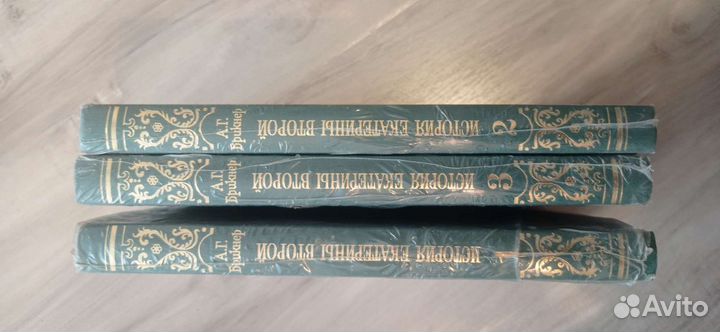 А.Г.
Брикнер
ИСТОРИЯ ЕКАТЕРИНЫ ВТОРОЙ
2
А.Г.
Брикнер
ИСТОРИЯ ЕКАТЕРИНЫ ВТОРОЙ
3
А.Г.
Брикнер
ИСТОРИЯ ЕКАТЕРИНЫ ВТОРОЙ
Avito